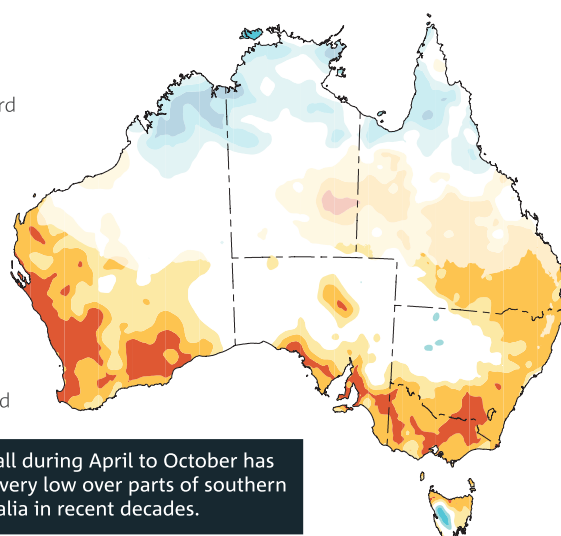 rd
d
all during April to October has
very low over parts of southern
alia in recent decades.